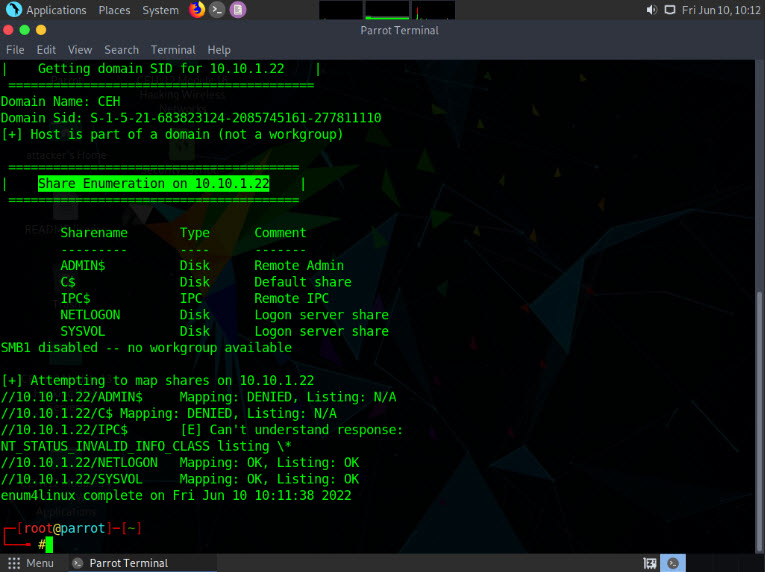 Applications Places System Fri Jun 10, 10:12
Parrot Terminal
File Edit View Search Terminal Help
| Getting domain SID for 10.10.1.22 |
=========================================
Domain Name: CEH
Domain Sid: S-1-5-21-683823124-2085745161-277811110
[+] Host is part of a domain (not a workgroup)
=======================================
| Share Enumeration on 10.10.1.22 |
=======================================
Sharename Type Comment
--------- ---- -------
ADMIN$ Disk Remote Admin
C$ Disk Default share
IPC$ IPC Remote IPC
NETLOGON Disk Logon server share
SYSVOL Disk Logon server share
SMB1 disabled -- no workgroup available
[+] Attempting to map shares on 10.10.1.22
//10.10.1.22/ADMIN$ Mapping: DENIED, Listing: N/A
//10.10.1.22/C$ Mapping: DENIED, Listing: N/A
//10.10.1.22/IPC$ [E] Can't understand response:
NT_STATUS_INVALID_INFO_CLASS listing \*
//10.10.1.22/NETLOGON Mapping: OK, Listing: OK
//10.10.1.22/SYSVOL Mapping: OK, Listing: OK
enum4linux complete on Fri Jun 10 10:11:38 2022
[root@parrot]-[~]
#
Menu Parrot Terminal